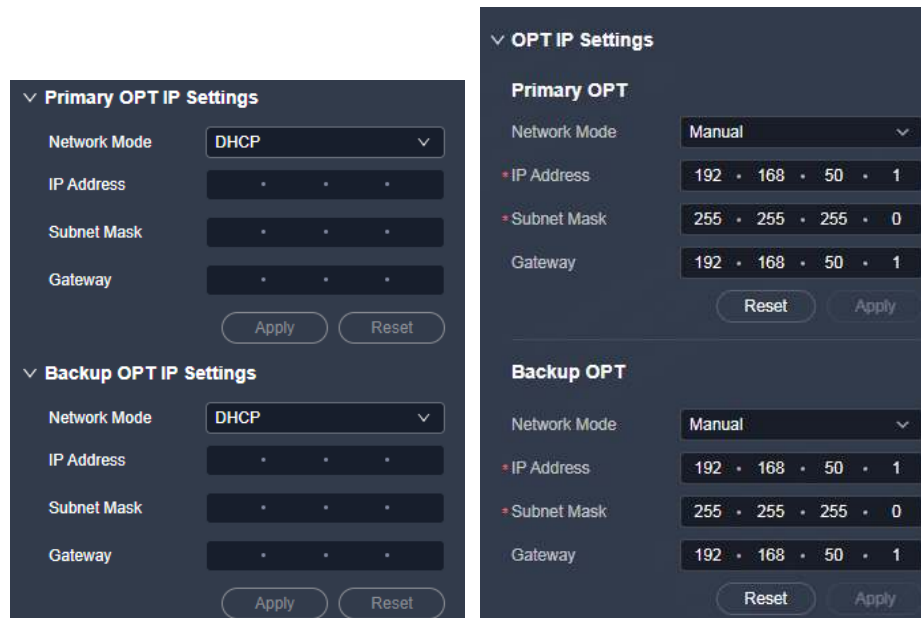 Primary OPT IP Settings
Network Mode DHCP
IP Address . . .
Subnet Mask . . .
Gateway . . .
Apply Reset
Backup OPT IP Settings
Network Mode DHCP
IP Address . . .
Subnet Mask . . .
Gateway . . .
Apply Reset
OPT IP Settings
Primary OPT
Network Mode Manual
* IP Address 192 . 168 . 50 . 1
* Subnet Mask 255 . 255 . 255 . 0
Gateway 192 . 168 . 50 . 1
Reset Apply
Backup OPT
Network Mode Manual
* IP Address 192 . 168 . 50 . 1
* Subnet Mask 255 . 255 . 255 . 0
Gateway 192 . 168 . 50 . 1
Reset Apply